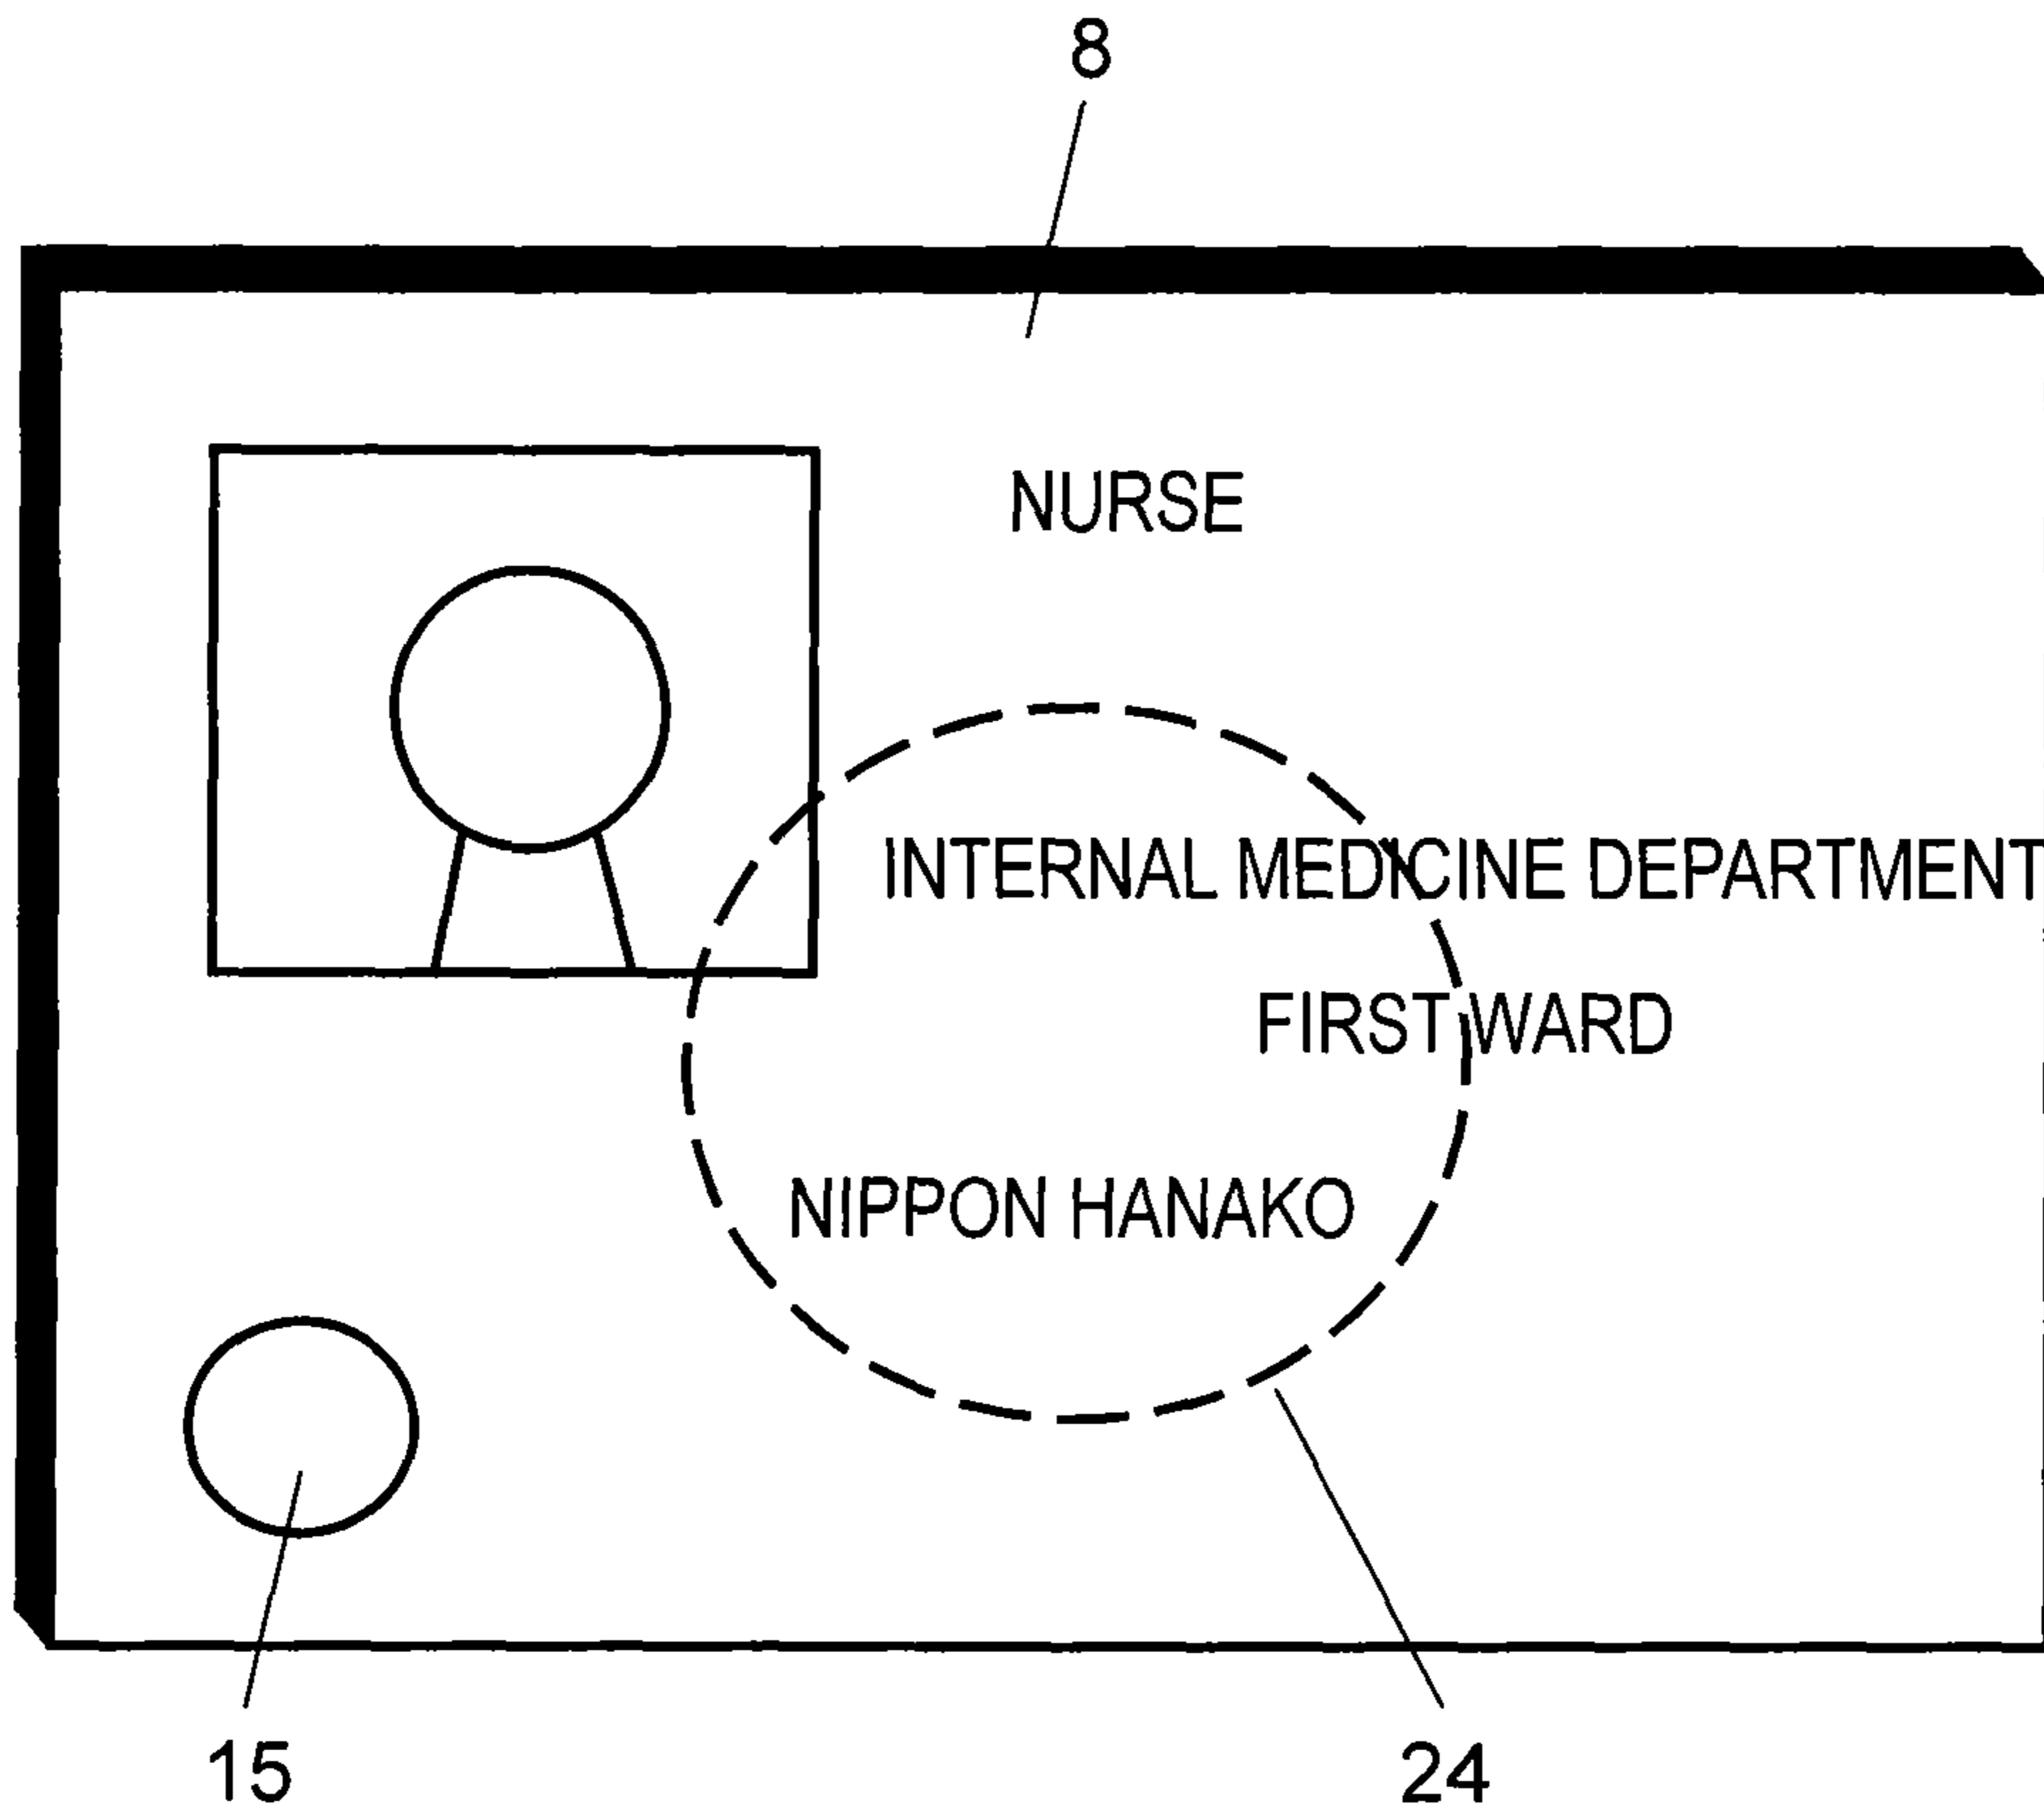 8
NURSE
INTERNAL MEDICINE DEPARTMENT
FIRST WARD
NIPPON HANAKO
15
24